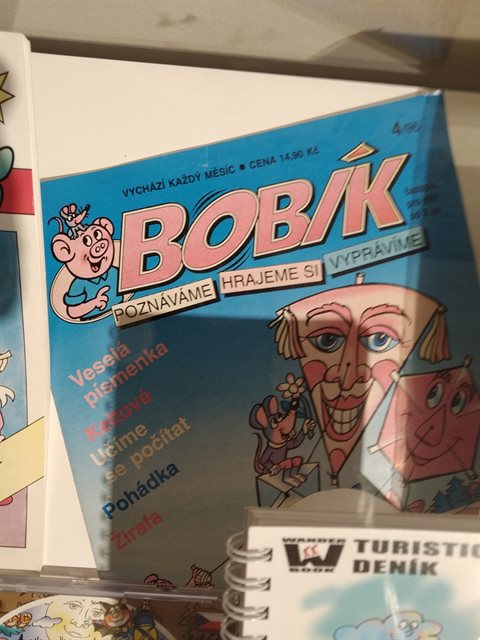 VYCHÁZÍ KAŽDÝ MĚSÍC ● CENA 14,90 Kč
4/96
BOBÍK
POZNÁVÁME HRAJEME SI VYPRÁVÍME
Veselá
písmenka
Učíme
se počítat
Pohádka
Žirafa
WANDER
W
BOOK
TURISTIC
DENÍK